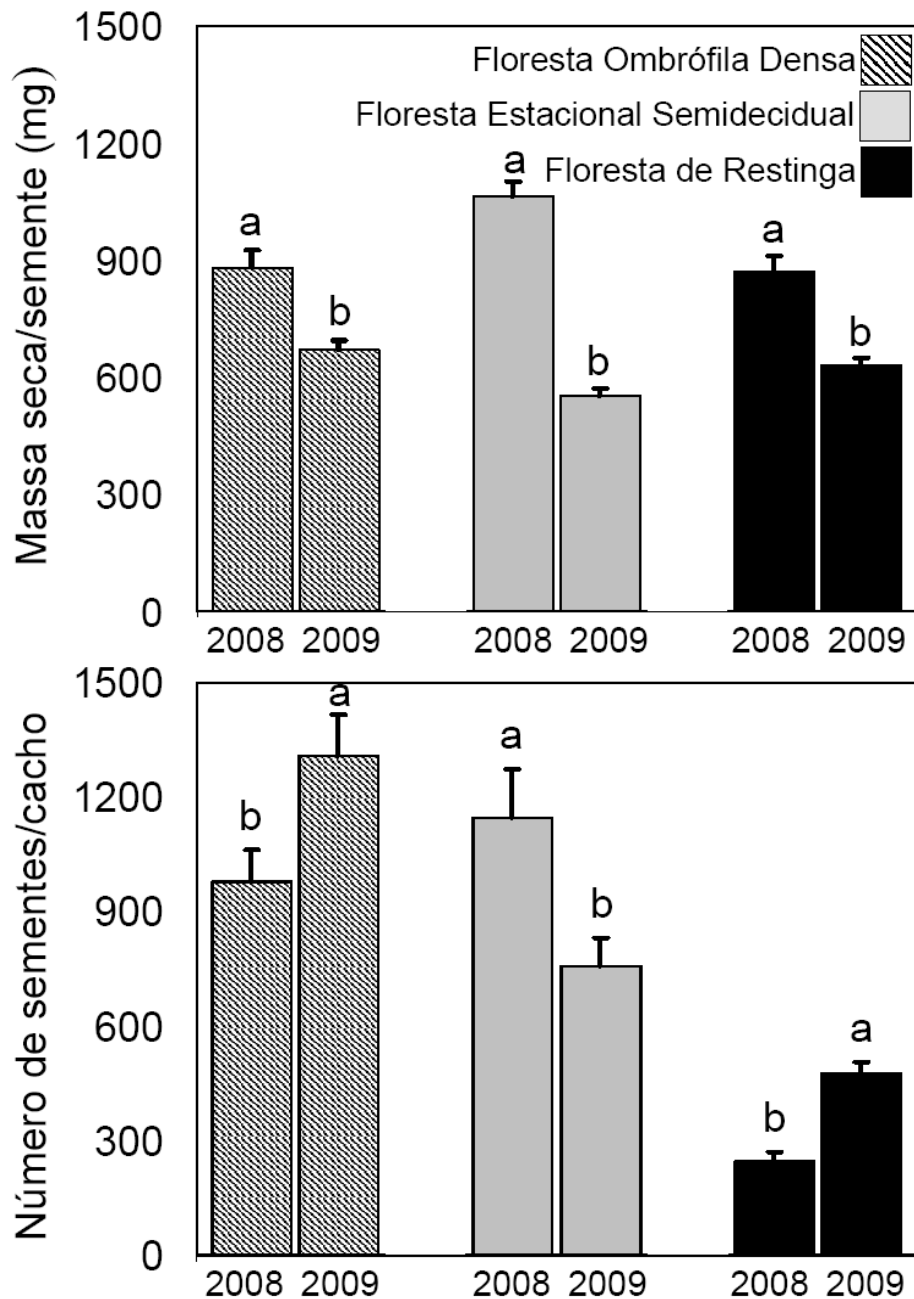 Massa seca/semente (mg)
1500
1200
900
600
300
0
Floresta Ombrófila Densa
Floresta Estacional Semidecidual
Floresta de Restinga
a
b
a
b
a
b
2008 2009 2008 2009 2008 2009
Número de sementes/cacho
1500
1200
900
600
300
0
b
a
a
b
b
a
2008 2009 2008 2009 2008 2009